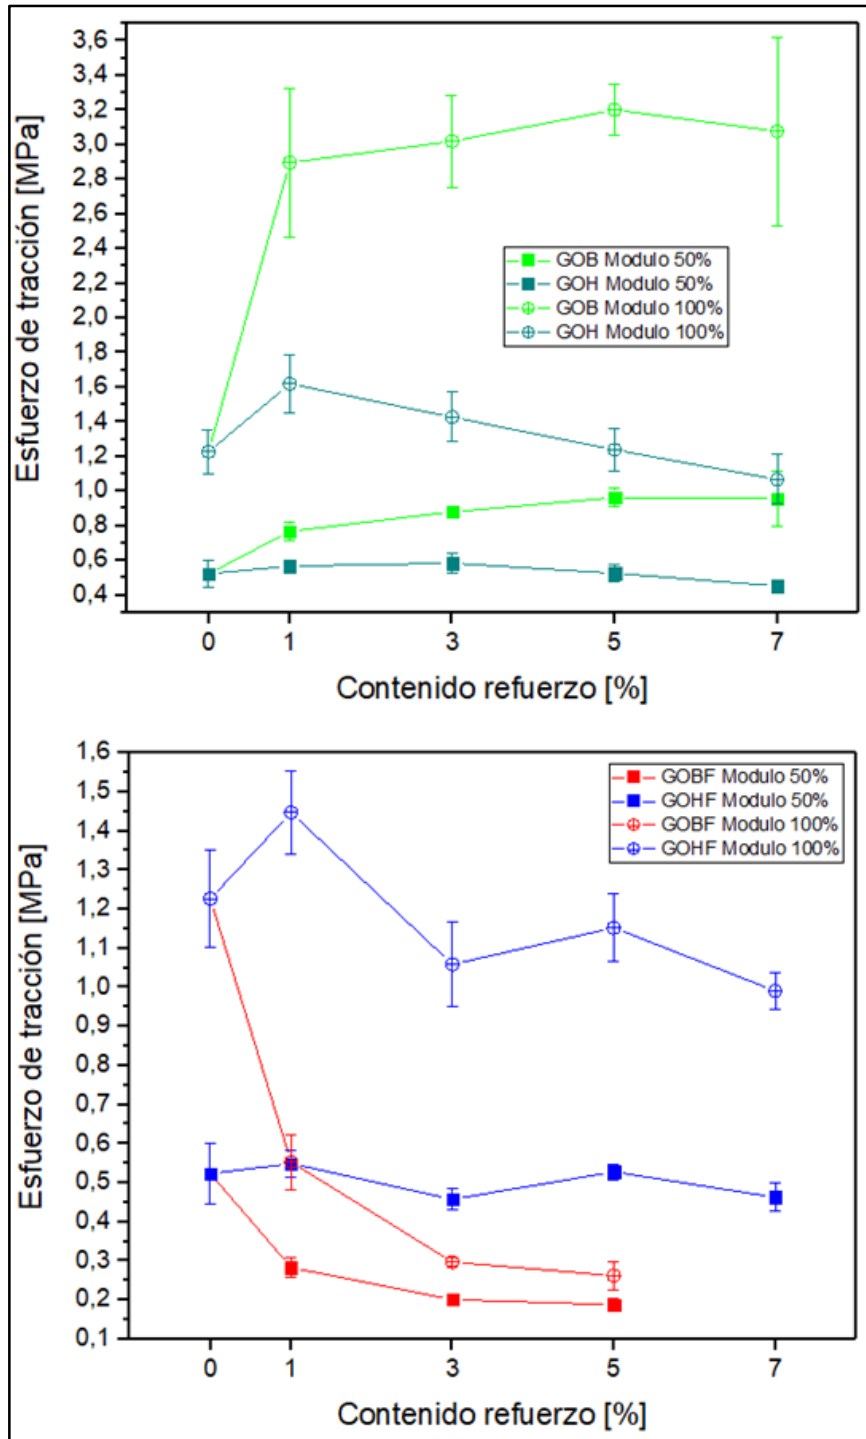 3,6
3,4
3,2
3,0
2,8
2,6
2,4
2,2
2,0
1,8
1,6
1,4
1,2
1,0
0,8
0,6
0,4
Esfuerzo de tracción [MPa]
GOB Modulo 50%
GOH Modulo 50%
GOB Modulo 100%
GOH Modulo 100%
0 1 3 5 7
Contenido refuerzo [%]
1,6
1,5
1,4
1,3
1,2
1,1
1,0
0,9
0,8
0,7
0,6
0,5
0,4
0,3
0,2
0,1
Esfuerzo de tracción [MPa]
GOBF Modulo 50%
GOHF Modulo 50%
GOBF Modulo 100%
GOHF Modulo 100%
0 1 3 5 7
Contenido refuerzo [%]